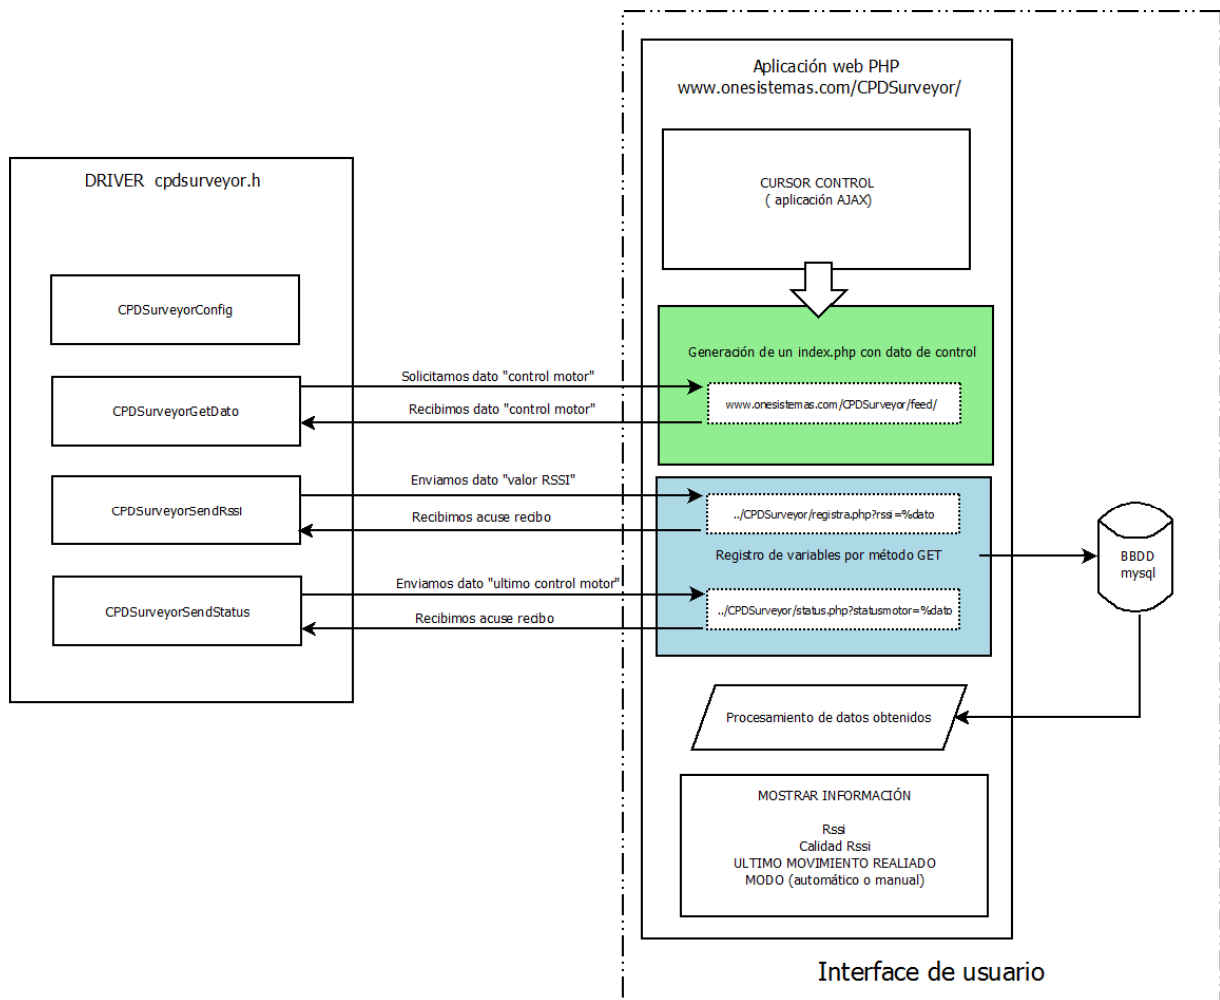 Aplicación web PHP
www.onesistemas.com/CPDSurveyor/
CURSOR CONTROL
( aplicación AJAX)
DRIVER cpdsurveyor.h
CPDSurveyorConfig
Generación de un index.php con dato de control
Solicitamos dato "control motor"
CPDSurveyorGetDato
www.onesistemas.com/CPDSurveyor/feed/
Recibimos dato "control motor"
Enviamos dato "valor RSSI"
CPDSurveyorSendRssI
../CPDSurveyor/registra.php?rssi=%dato
Recibimos acuse recibo
Registro de variables por método GET
BBDD
mysql
Enviamos dato "ultimo control motor"
CPDSurveyorSendStatus
../CPDSurveyor/status.php?statusmotor=%dato
Recibimos acuse recibo
Procesamiento de datos obtenidos
MOSTRAR INFORMACIÓN
Rssi
Calidad Rssi
ULTIMO MOVIMIENTO REALIADO
MODO (automático o manual)
Interface de usuario